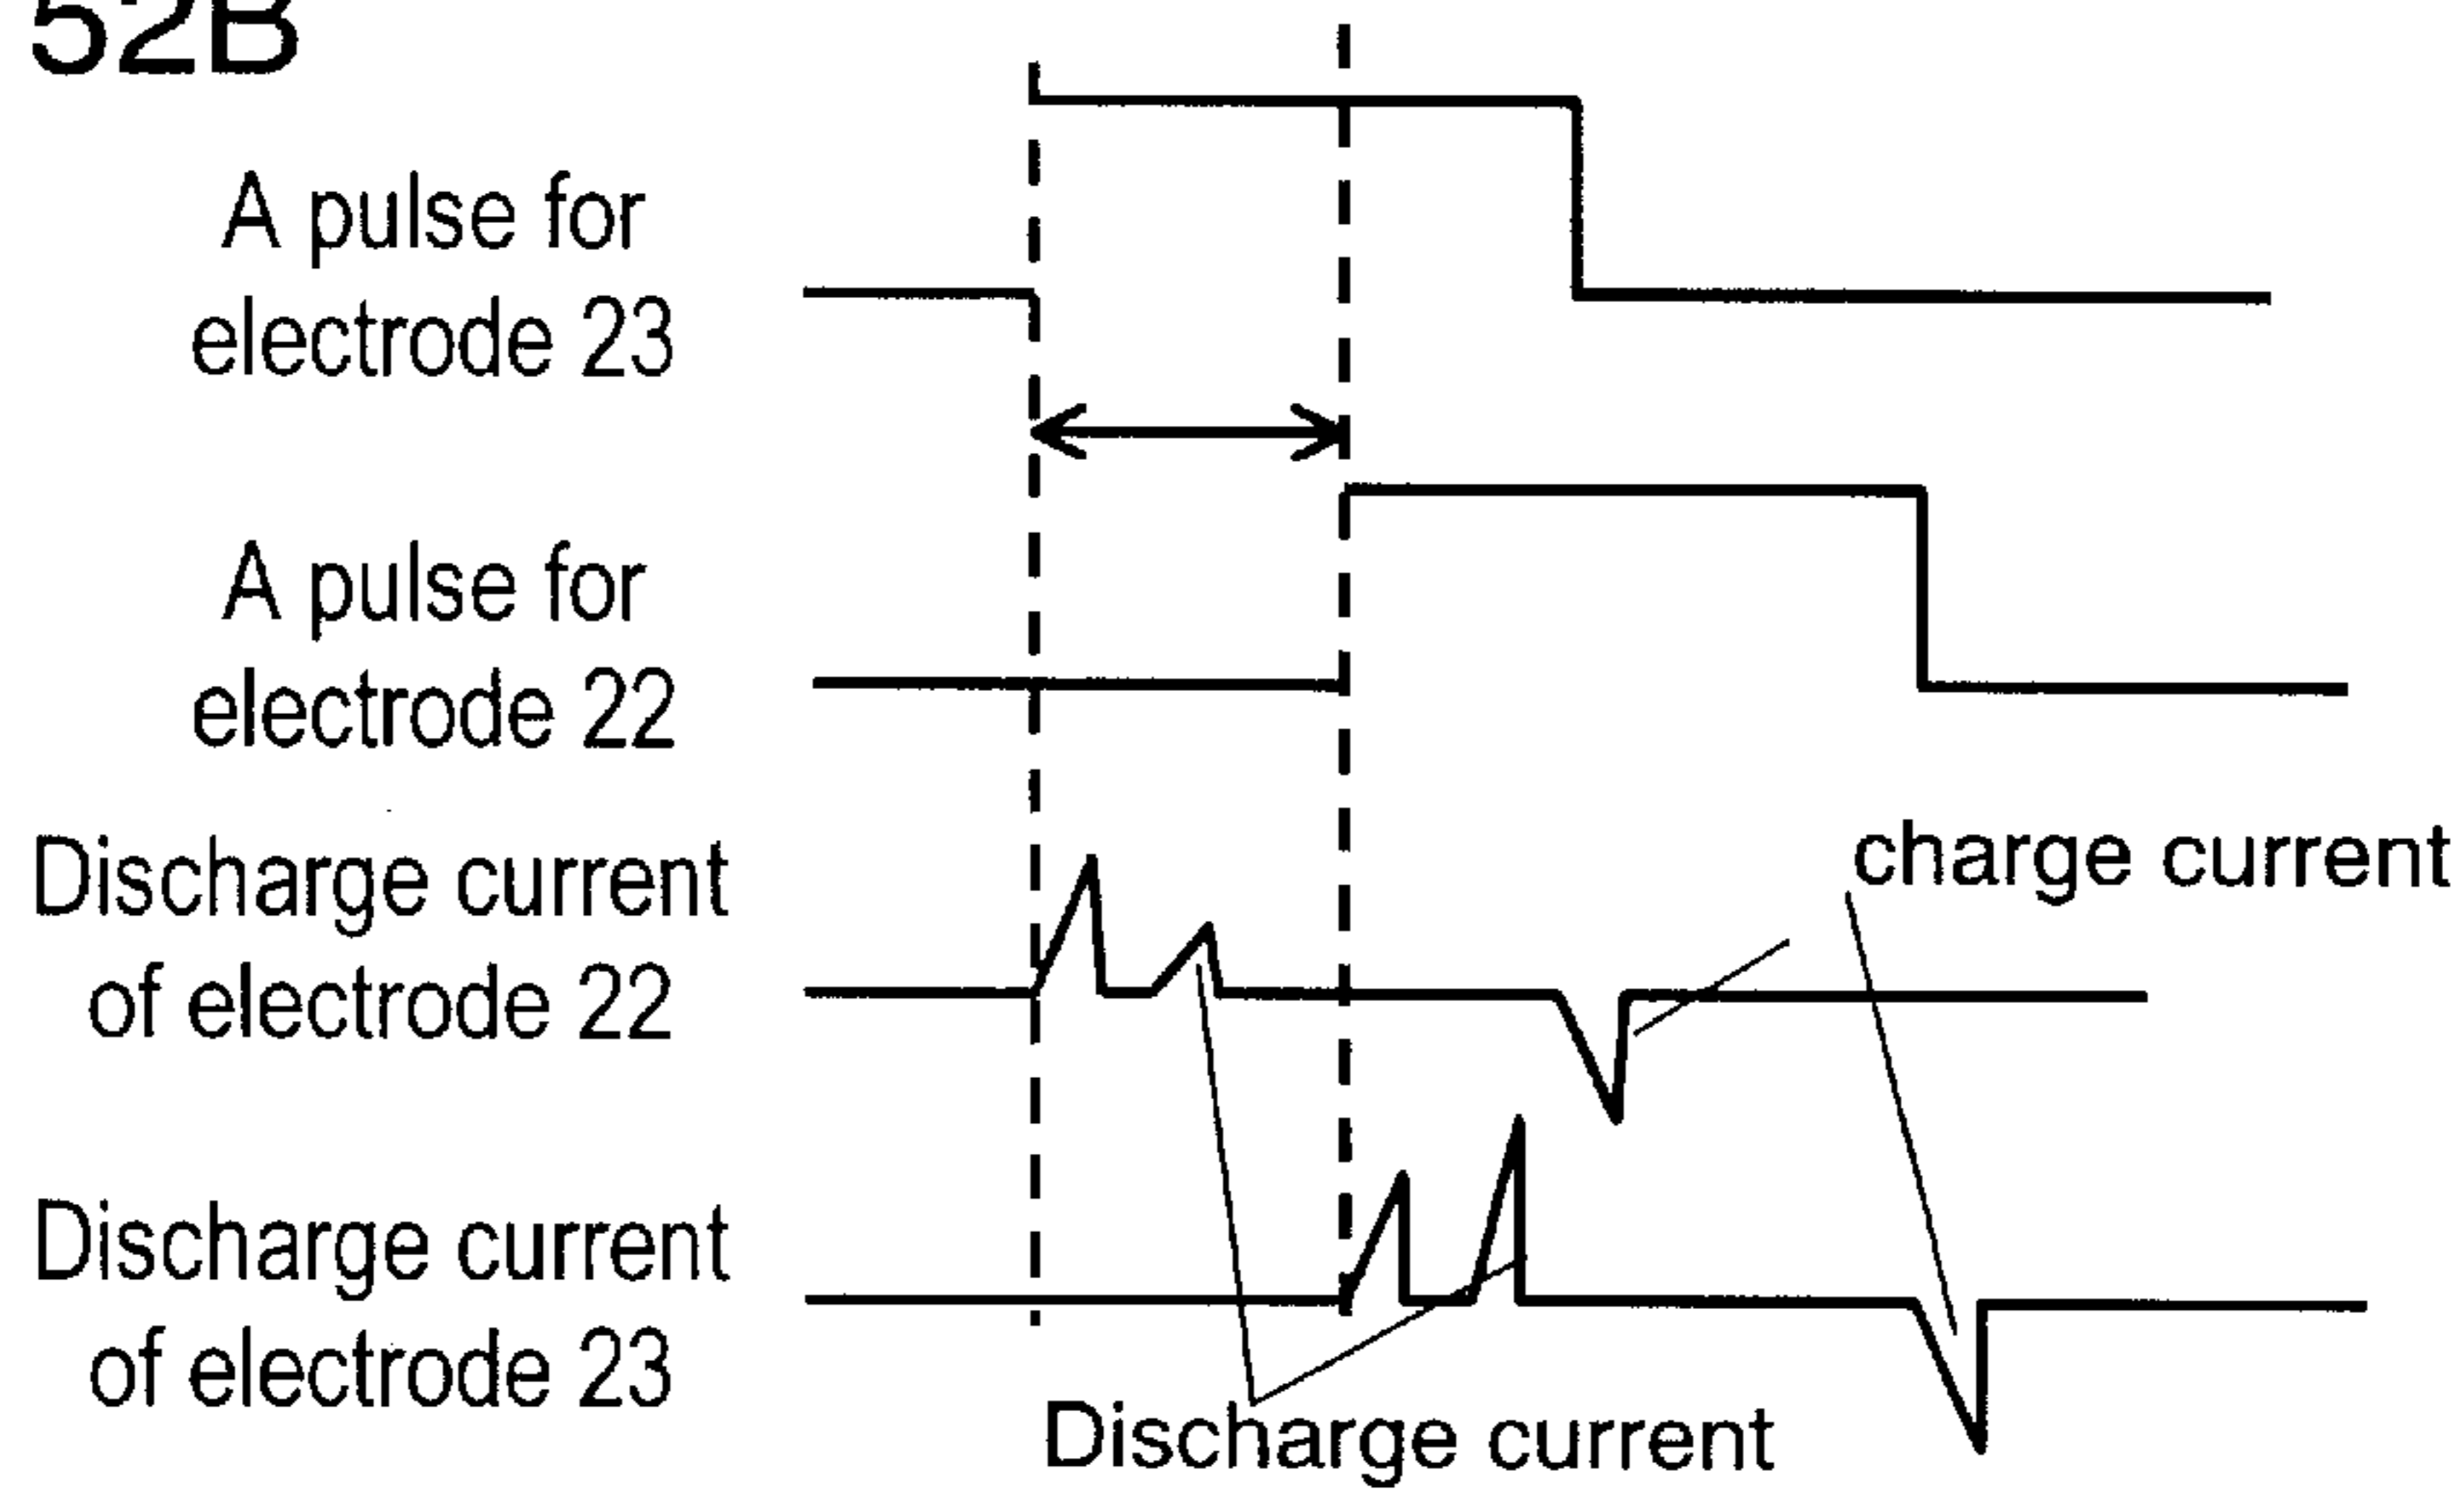 52B
A pulse for
electrode 23
A pulse for
electrode 22
Discharge current
of electrode 22
charge current
Discharge current
of electrode 23
Discharge current